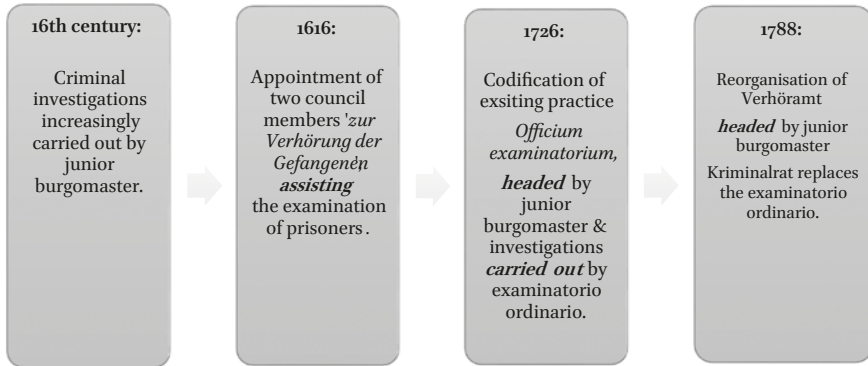 16th century:
Criminal
investigations
increasingly
carried out by
junior
burgomaster.
1616:
Appointment of
two council
members 'zur
Verhörung der
Gefangenen',
assisting
the examination
of prisoners .
1726:
Codification of
exsiting practice
Officium
examinatorium,
headed by
junior
burgomaster &
investigations
carried out by
examinatorio
ordinario.
1788:
Reorganisation of
Verhöramt
headed by junior
burgomaster
Kriminalrat replaces
the examinatorio
ordinario.